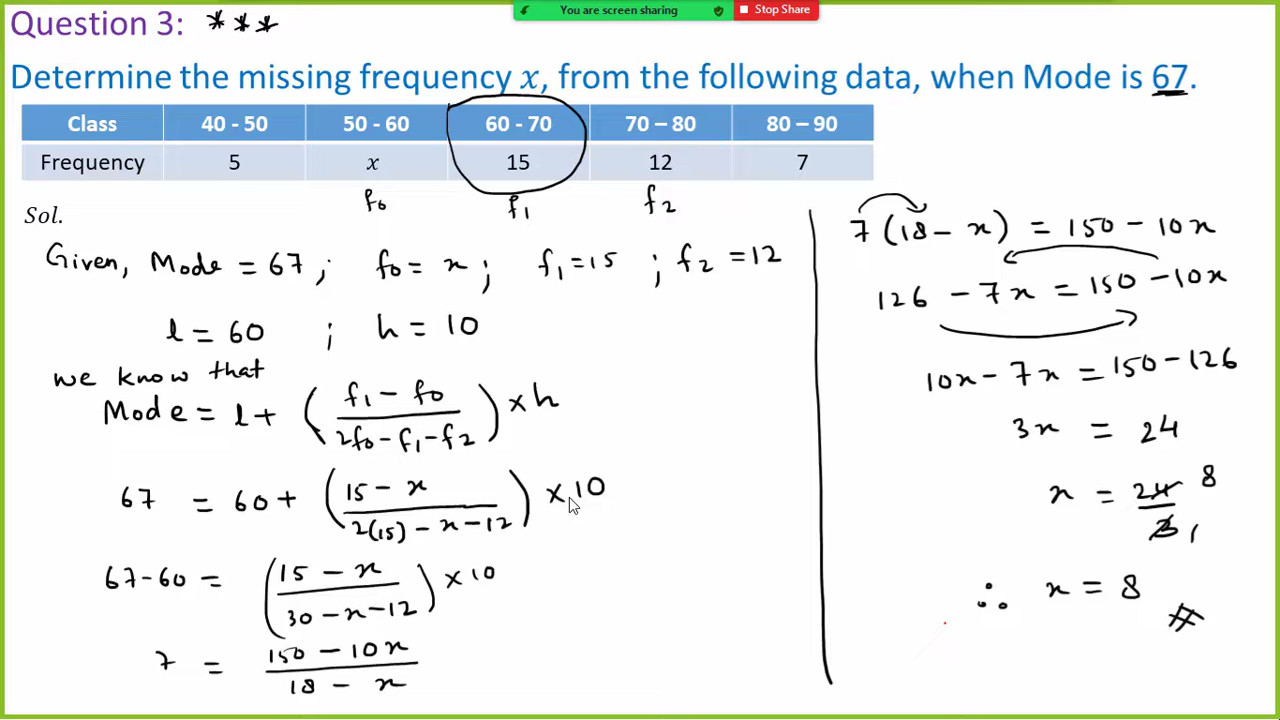 You are screen sharing Stop Share
Question 3: ***
Determine the missing frequency x, from the following data, when Mode is 67.
Class 40 - 50 50 - 60 60 - 70 70 – 80 80 – 90
Frequency 5 x 15 12 7
f₀ f₁ f₂
Sol.
Given, Mode = 67 ; f₀ = x ; f₁ = 15 ; f₂ = 12
l = 60 ; h = 10
we know that
Mode = l + ( (f₁ - f₀) / (2f₀ - f₁ - f₂) ) × h
67 = 60 + ( (15 - x) / (2(15) - x - 12) ) × 10
67-60 = ( (15 - x) / (30 - x - 12) ) × 10
7 = (150 - 10x) / (18 - x)
7(18 - x) = 150 - 10x
126 - 7x = 150 - 10x
10x - 7x = 150 - 126
3x = 24
x = 24/3 8 1
∴ x = 8 #